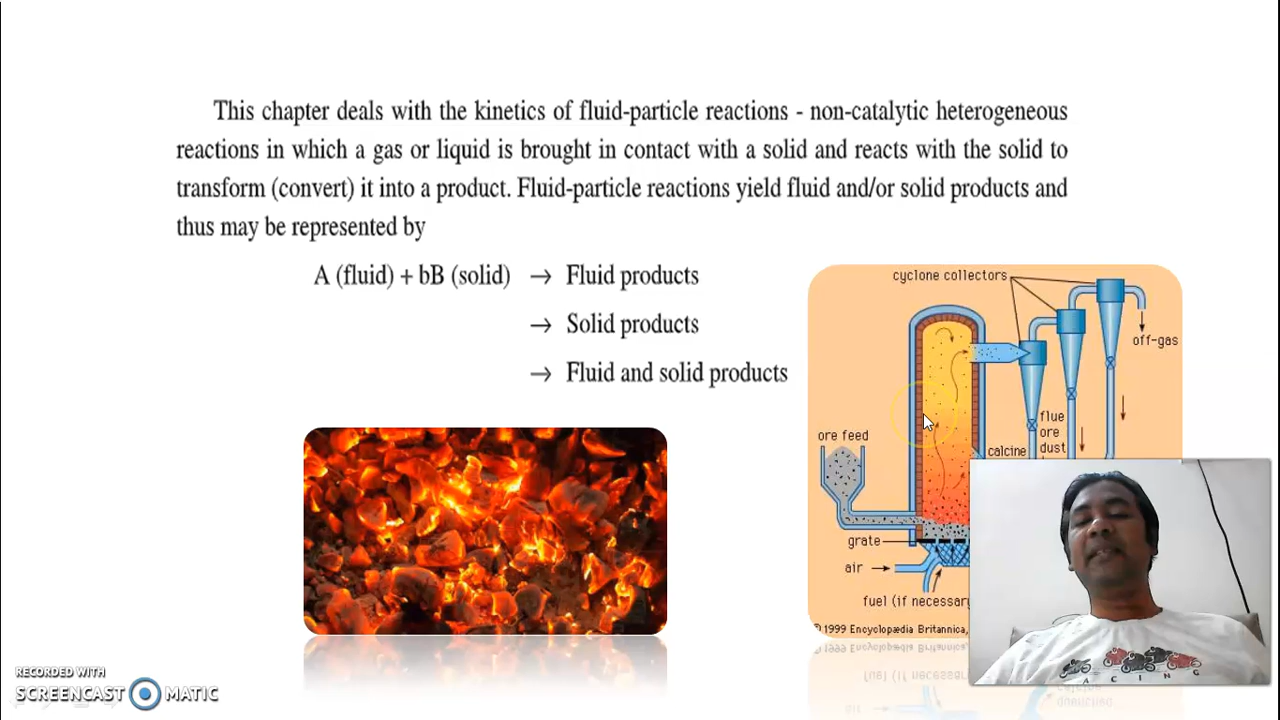 This chapter deals with the kinetics of fluid-particle reactions - non-catalytic heterogeneous
reactions in which a gas or liquid is brought in contact with a solid and reacts with the solid to
transform (convert) it into a product. Fluid-particle reactions yield fluid and/or solid products and
thus may be represented by
A (fluid) + bB (solid) → Fluid products
→ Solid products
→ Fluid and solid products
cyclone collectors
off-gas
flue
ore
dust
calcine
ore feed
grate
air
fuel (if necessary
© 1999 Encyclopædia Britannica,
RECORDED WITH
SCREENCAST MATIC
A C I N G